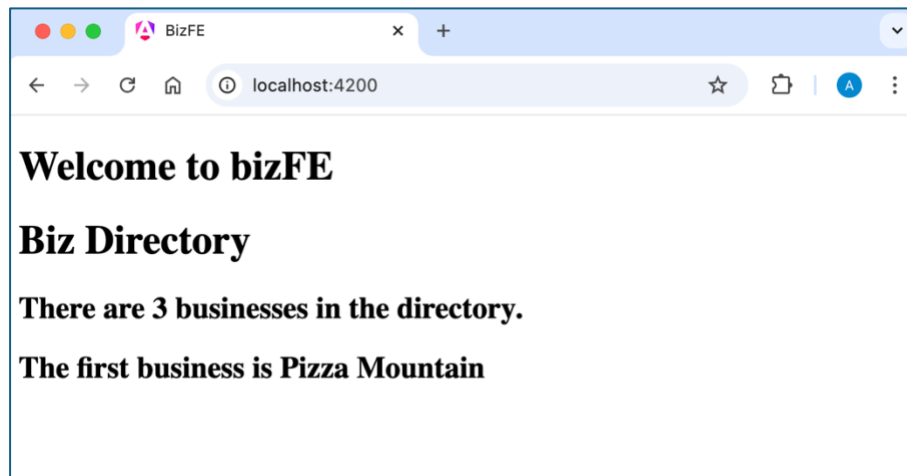 BizFE
localhost:4200
A
Welcome to bizFE
Biz Directory
There are 3 businesses in the directory.
The first business is Pizza Mountain